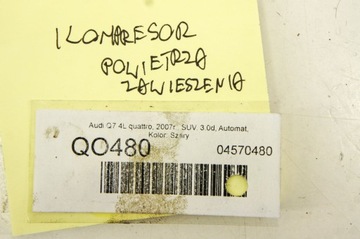 KOMPRESOR
POWIETRZA
ZAWIESZENIA
Audi Q7 4L quattro, 2007r., SUV, 3.0d, Automat,
Kolor: Szary
QO480
04570480